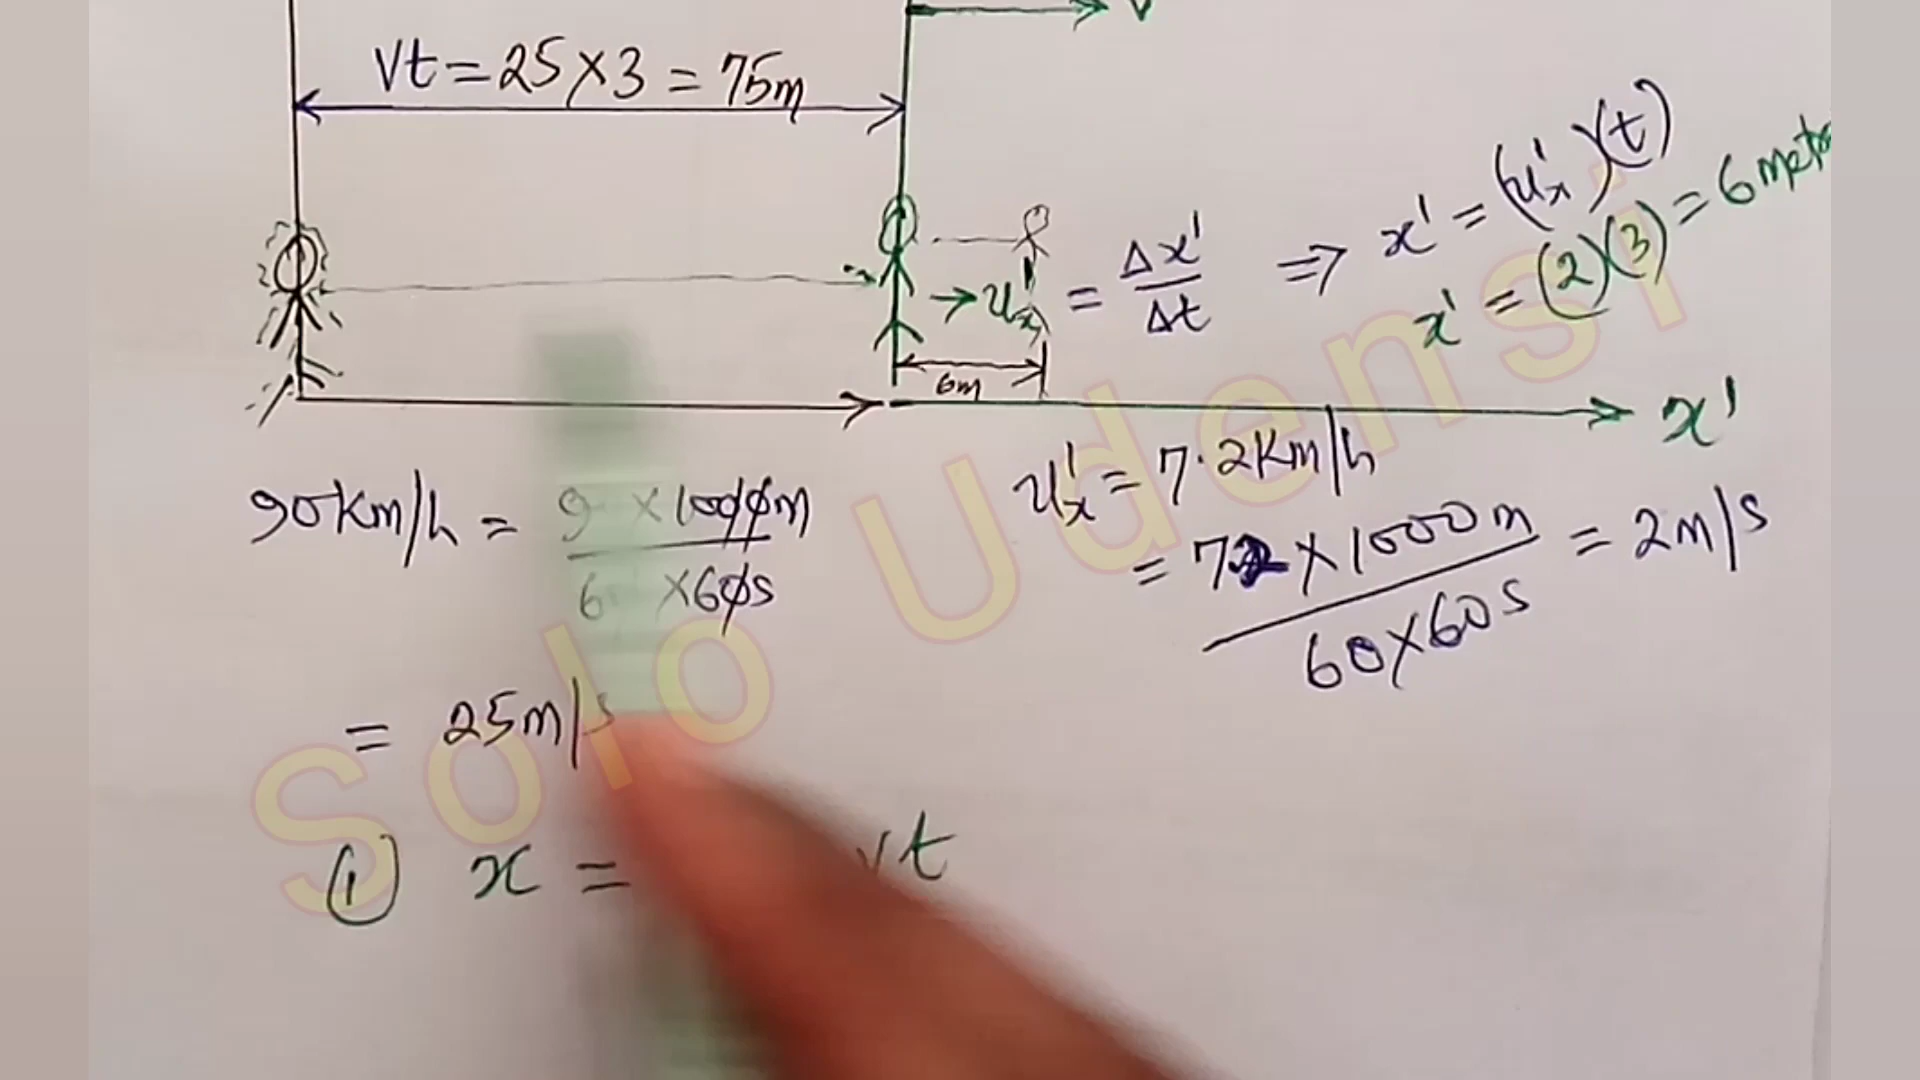 V
Vt = 25 × 3 = 75m
x' = (u'x)(t)
x' = (2)(3) = 6 metre
→ u'x = Δx' / Δt ⇒
6m
x'
90km/h = 9 × 1000m / 6 × 60s
u'x = 7.2km/h
= 72 × 1000m / 60 × 60s = 2m/s
= 25m/s
① x = vt
Solo Udensi